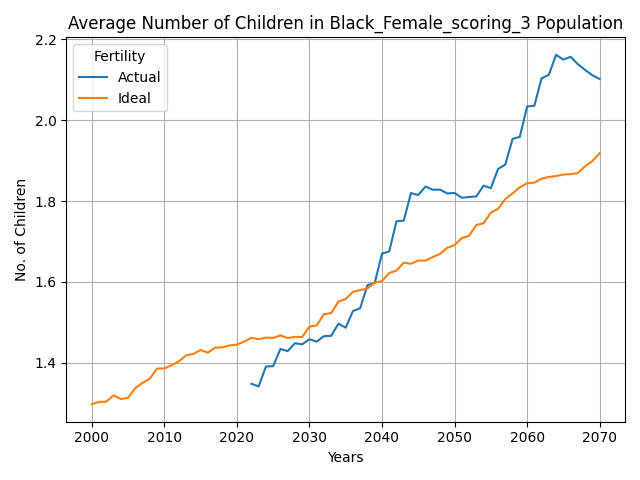 Average Number of Children in Black_Female_scoring_3 Population
Fertility
Actual
Ideal
No. of Children
2.2
2.0
1.8
1.6
1.4
2000 2010 2020 2030 2040 2050 2060 2070
Years